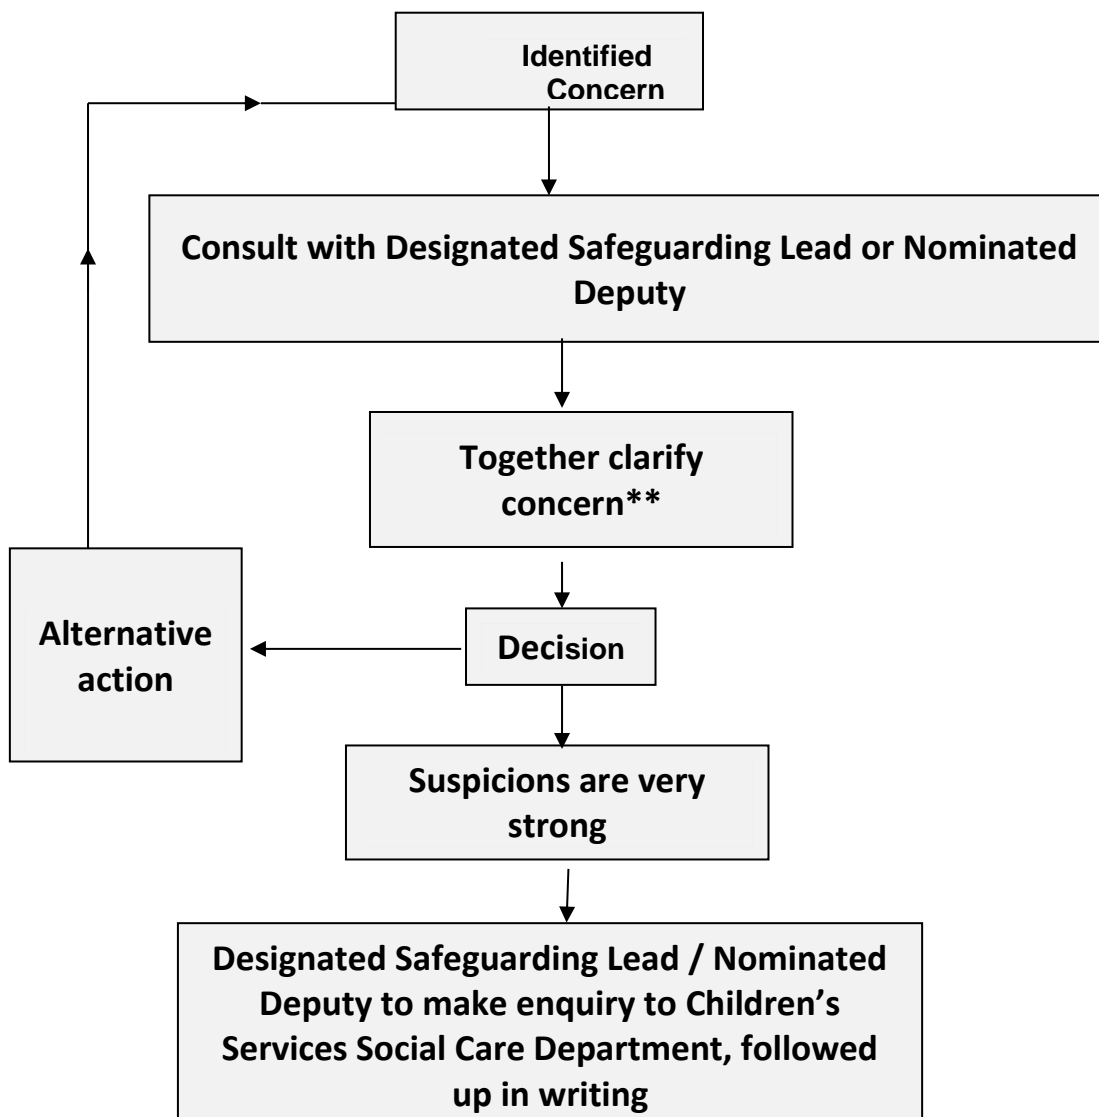 Identified
Concern
Consult with Designated Safeguarding Lead or Nominated
Deputy
Together clarify
concern**
Decision
Alternative
action
Suspicions are very
strong
Designated Safeguarding Lead / Nominated
Deputy to make enquiry to Children’s
Services Social Care Department, followed
up in writing